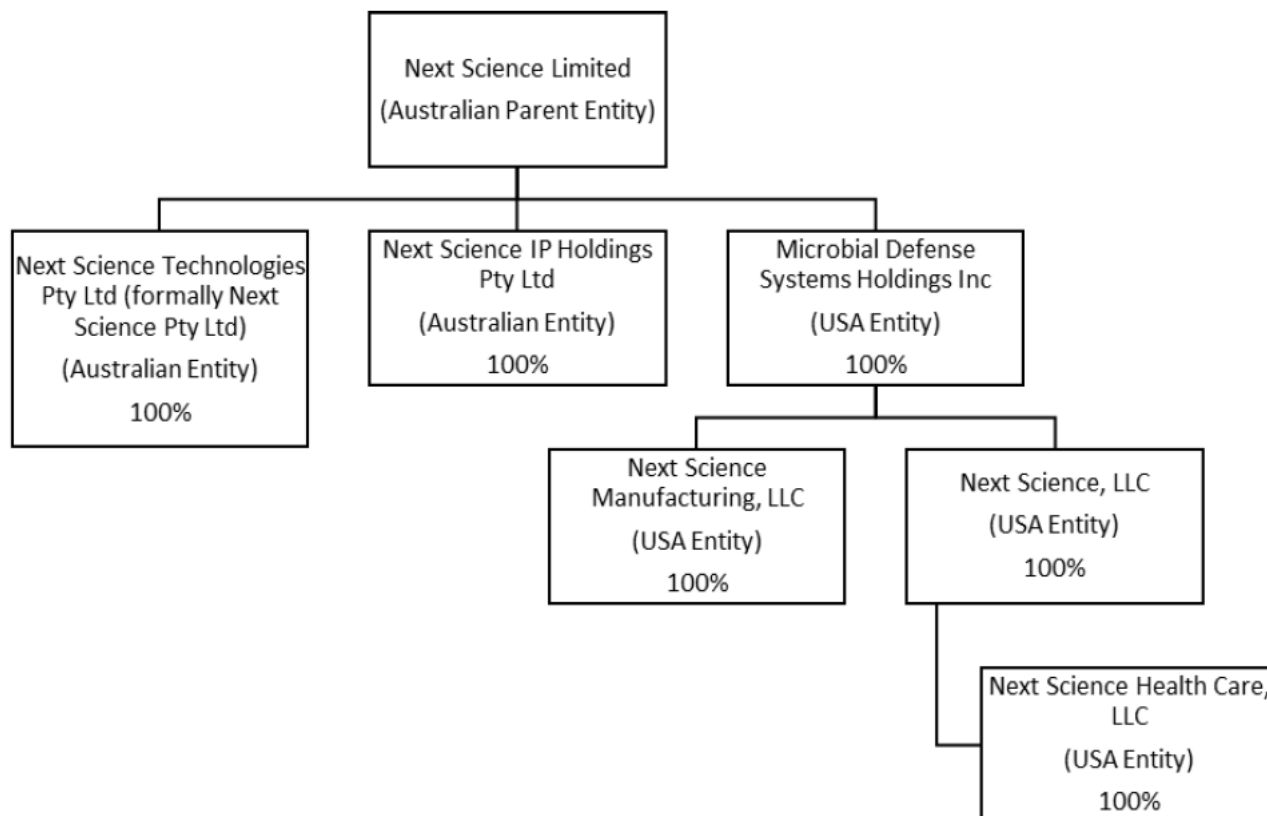 Next Science Limited
(Australian Parent Entity)
Next Science Technologies
Pty Ltd (formally Next
Science Pty Ltd)
(Australian Entity)
100%
Next Science IP Holdings
Pty Ltd
(Australian Entity)
100%
Microbial Defense
Systems Holdings Inc
(USA Entity)
100%
Next Science
Manufacturing, LLC
(USA Entity)
100%
Next Science, LLC
(USA Entity)
100%
Next Science Health Care,
LLC
(USA Entity)
100%